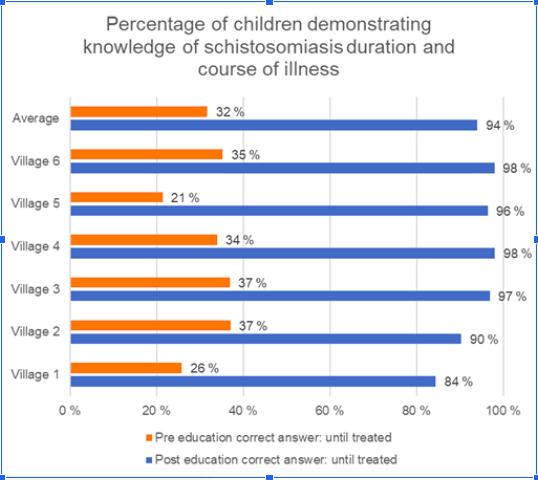 Percentage of children demonstrating
knowledge of schistosomiasis duration and
course of illness
Average
32 %
94 %
Village 6
35 %
98 %
Village 5
21 %
96 %
Village 4
34 %
98 %
Village 3
37 %
97 %
Village 2
37 %
90 %
Village 1
26 %
84 %
0 %
20 %
40 %
60 %
80 %
100 %
Pre education correct answer: until treated
Post education correct answer: until treated